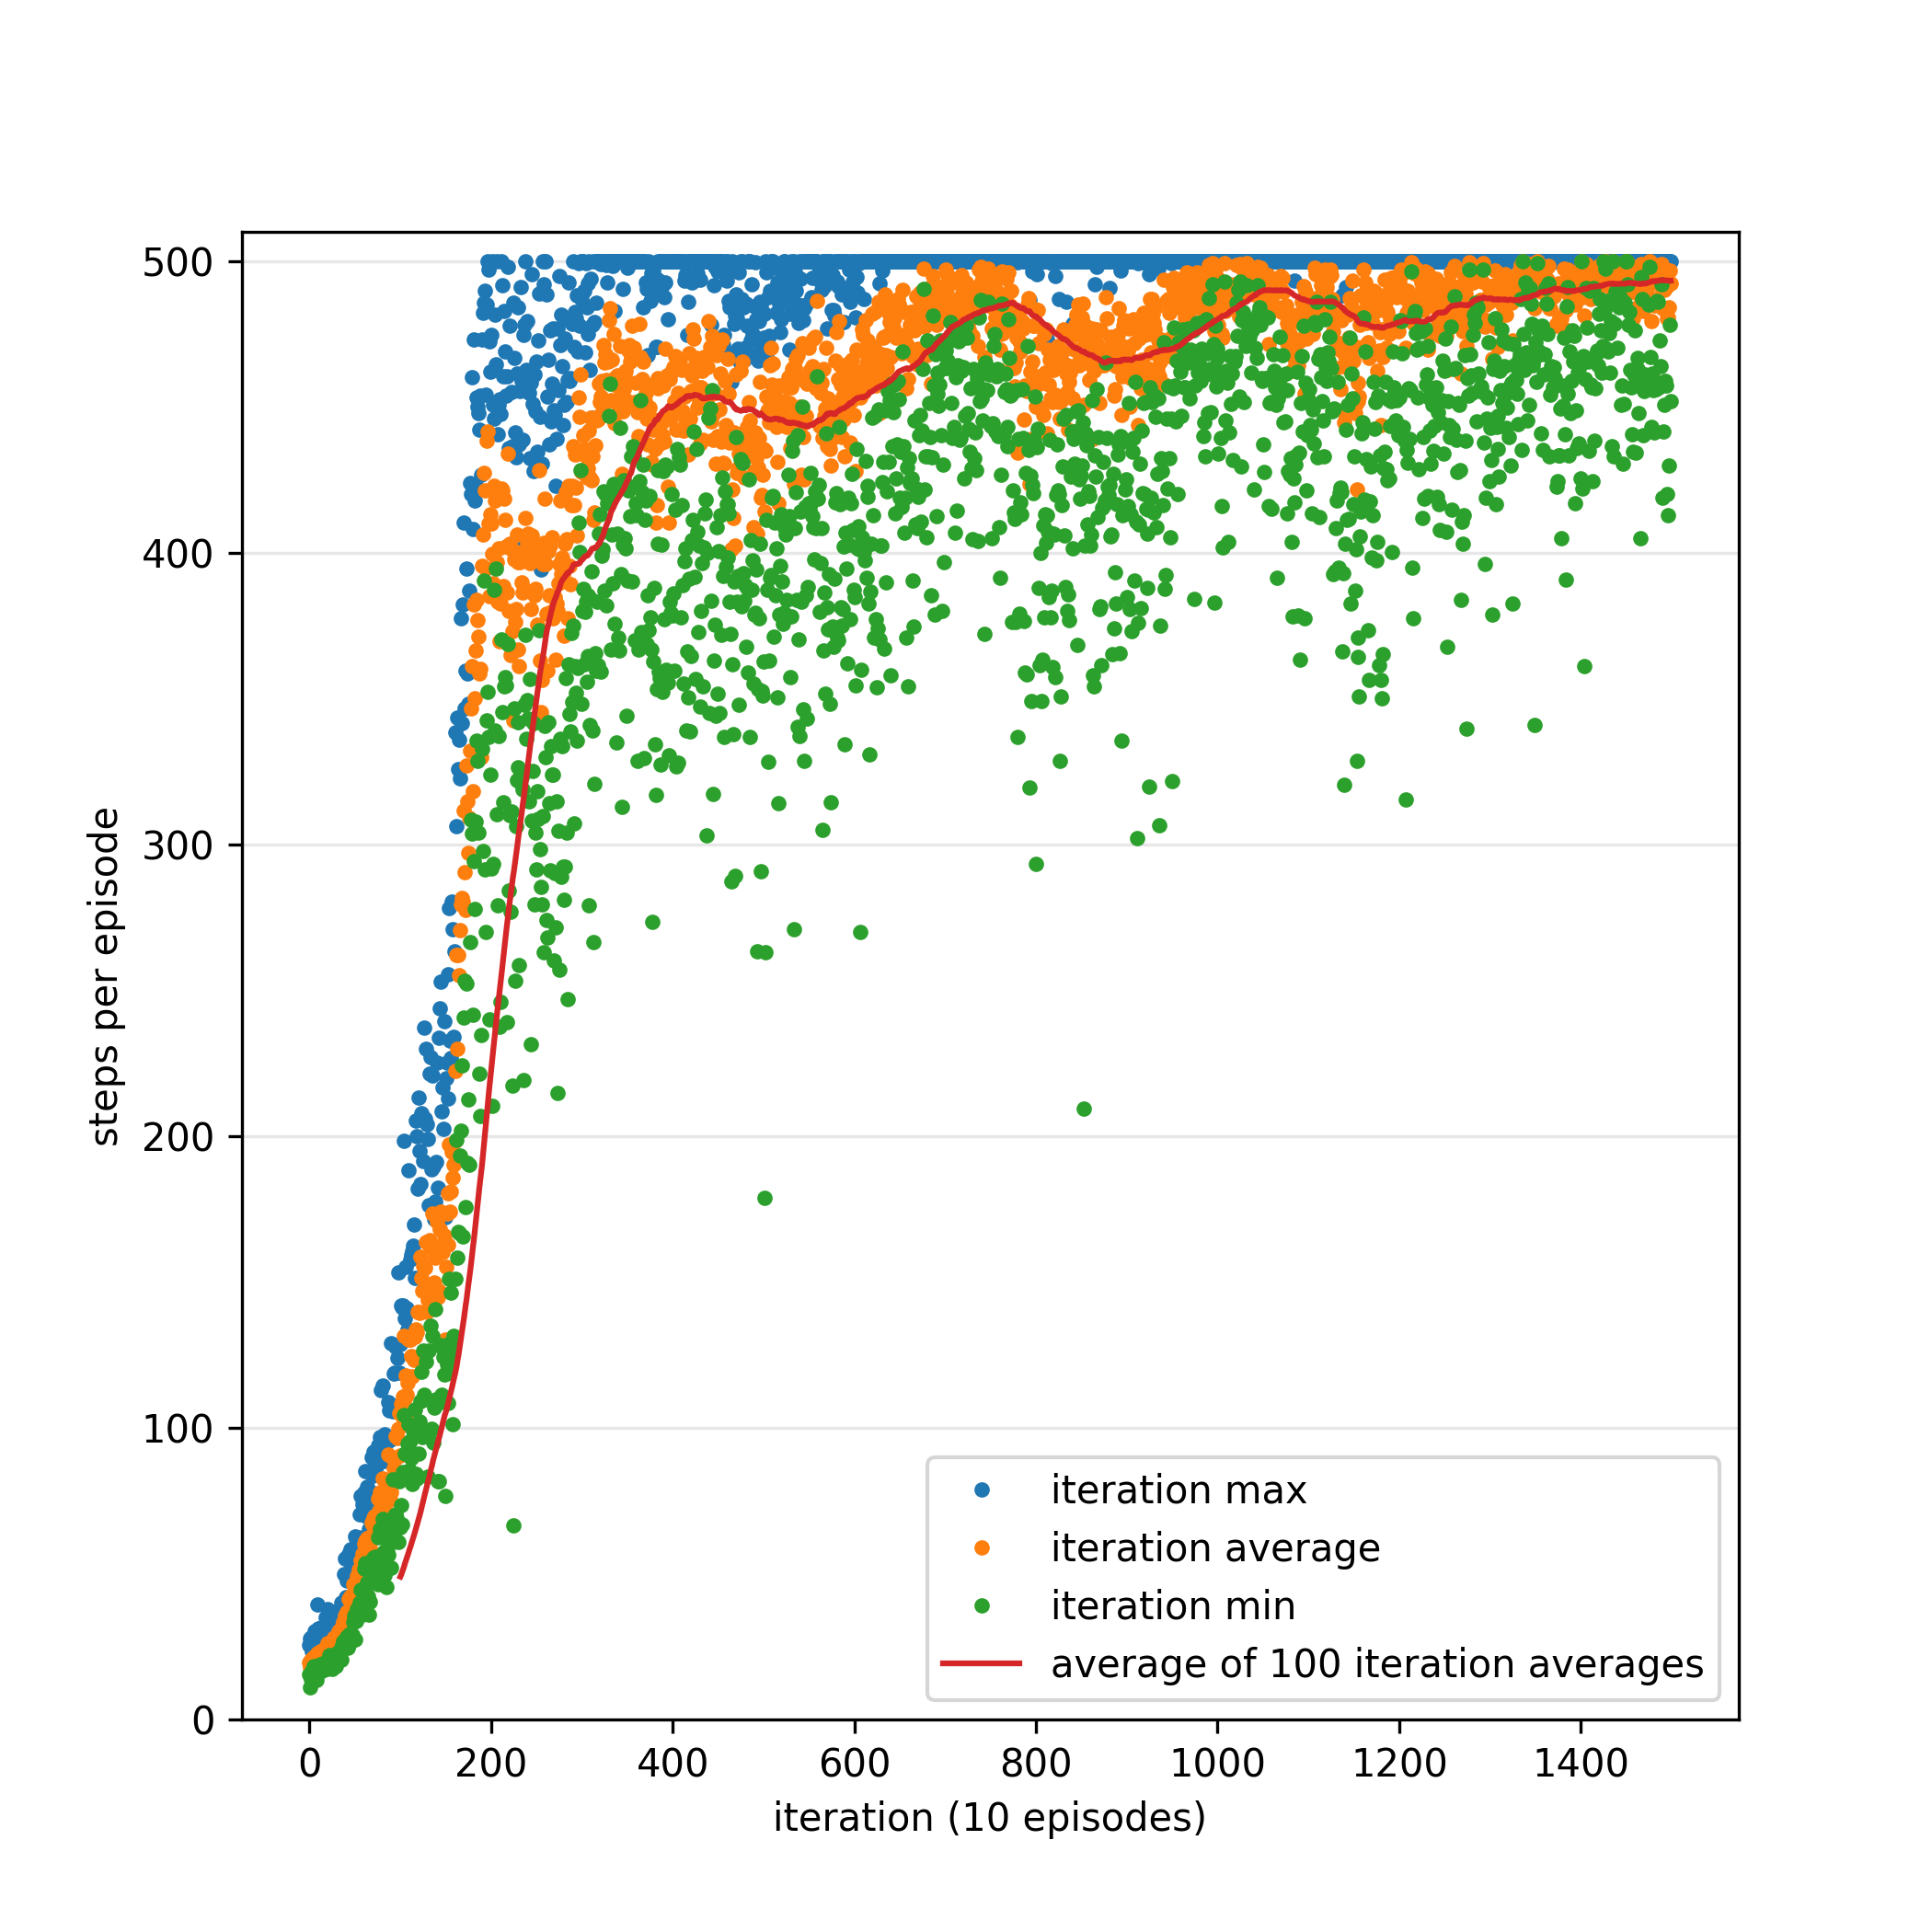 500
400
300
200
100
0
steps per episode
0 200 400 600 800 1000 1200 1400
iteration (10 episodes)
iteration max
iteration average
iteration min
average of 100 iteration averages